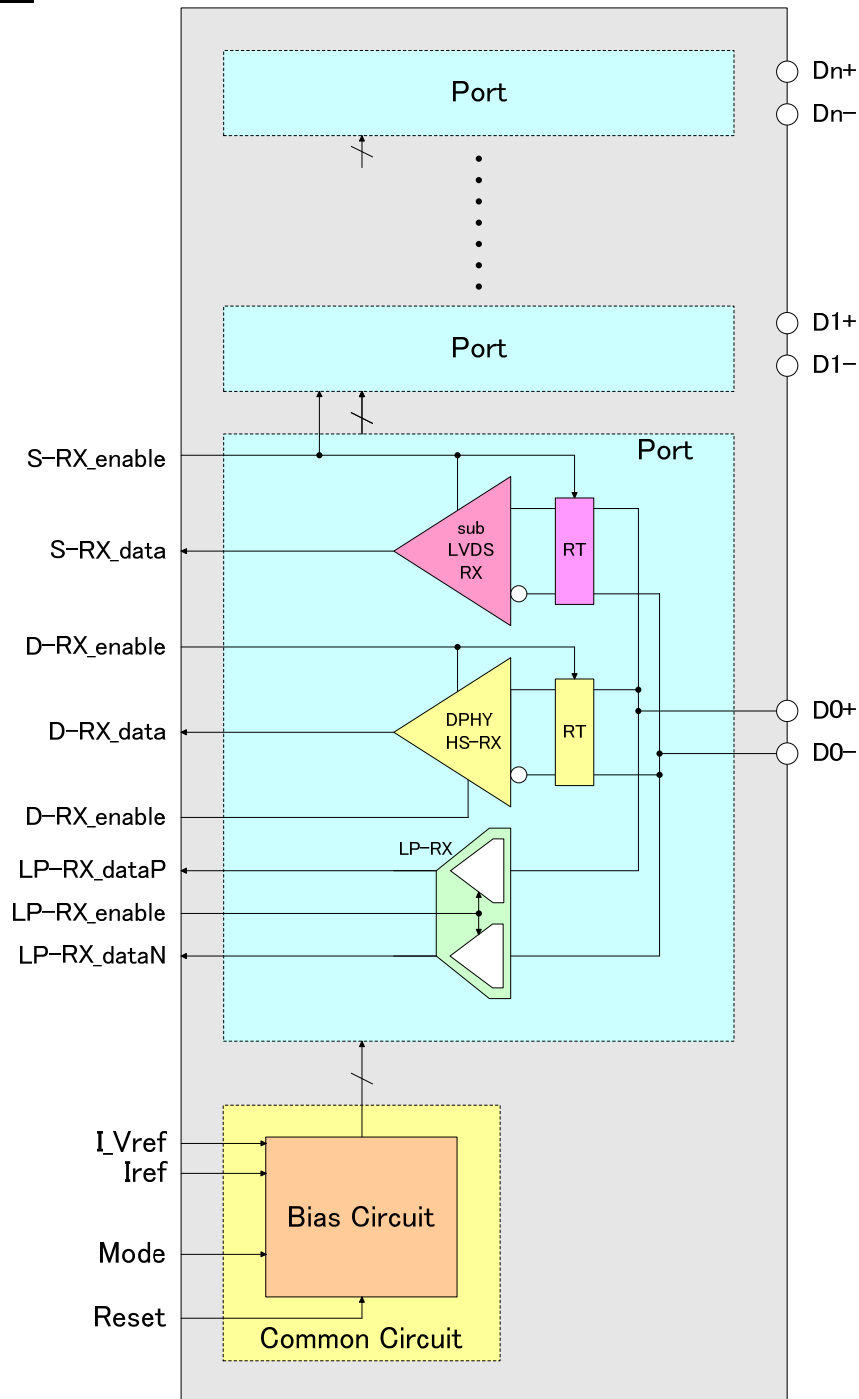 Dn+
Port
Dn-
D1+
Port
D1-
Port
S-RX_enable
sub
LVDS
RX
RT
S-RX_data
D-RX_enable
D0+
DPHY
HS-RX
RT
D-RX_data
D0-
D-RX_enable
LP-RX
LP-RX_dataP
LP-RX_enable
LP-RX_dataN
I_Vref
Iref
Bias Circuit
Mode
Reset
Common Circuit